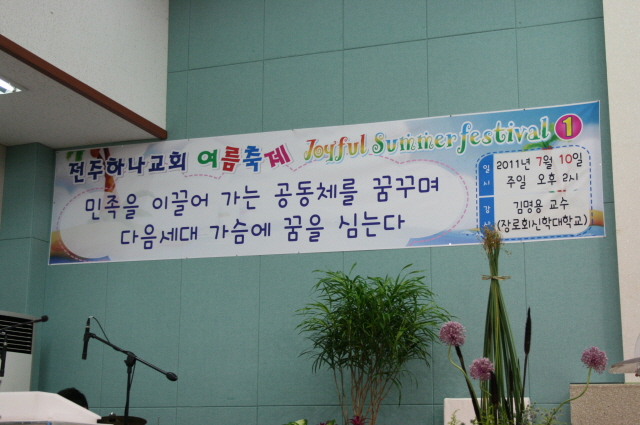 전주하나교회 여름축제 Joyful Summerfestival 1
민족을 이끌어 가는 공동체를 꿈꾸며
다음세대 가슴에 꿈을 심는다
일시
2011년 7월 10일
주일 오후 2시
강사
김명용 교수
(장로회신학대학교)